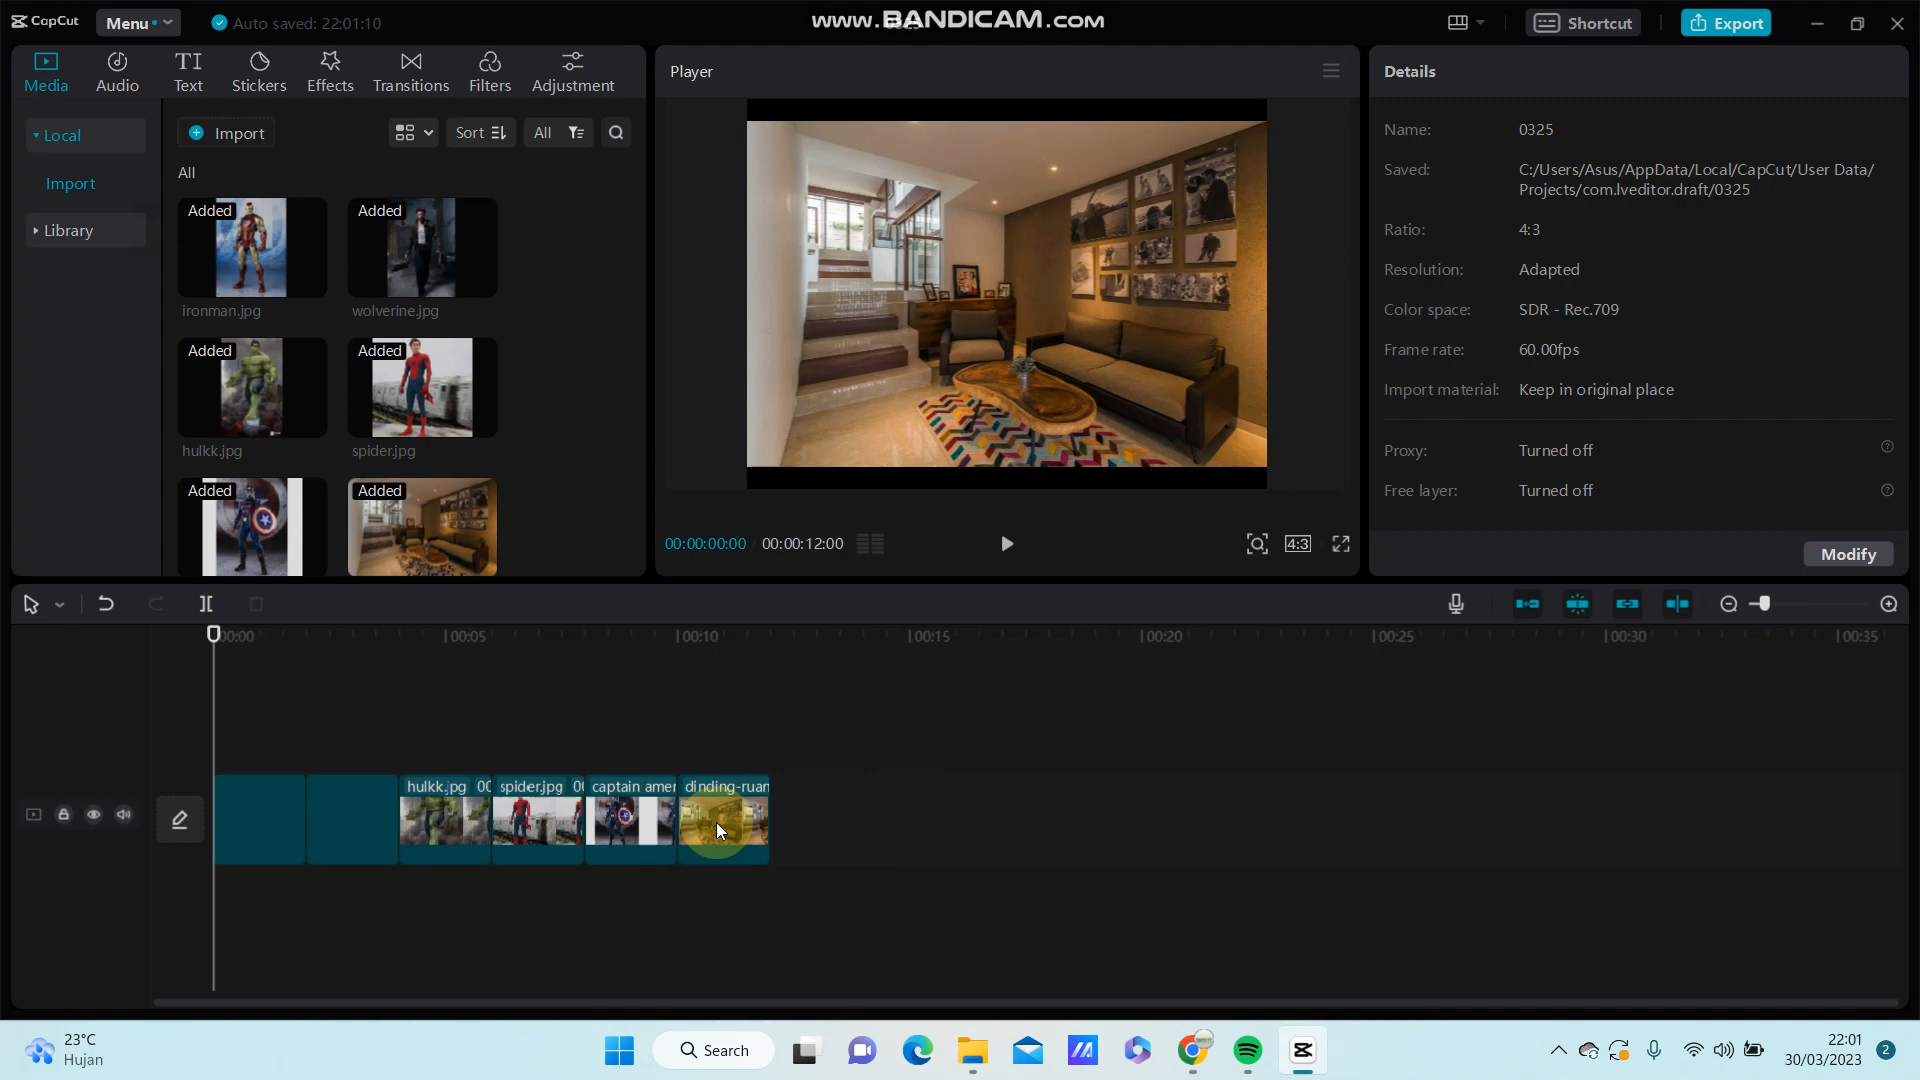 CapCut
Menu
Auto saved: 22:01:10
www.BANDICAM.com
Shortcut
Export
Media
Audio
TI
Text
Stickers
Effects
Transitions
Filters
Adjustment
Player
Details
Local
Import
Library
Import
Sort
All
All
Added
ironman.jpg
Added
wolverine.jpg
Added
hulkk.jpg
Added
spider.jpg
Added
Added
00:00:00:00
00:00:12:00
4:3
Name: 0325
Saved: C:/Users/Asus/AppData/Local/CapCut/User Data/
Projects/com.lveditor.draft/0325
Ratio: 4:3
Resolution: Adapted
Color space: SDR - Rec.709
Frame rate: 60.00fps
Import material: Keep in original place
Proxy: Turned off
Free layer: Turned off
Modify
00:00
00:05
00:10
00:15
00:20
00:25
00:30
00:35
hulkk.jpg 00
spider.jpg 0
captain amer
dinding-ruan
23°C
Hujan
Search
22:01
30/03/2023
2